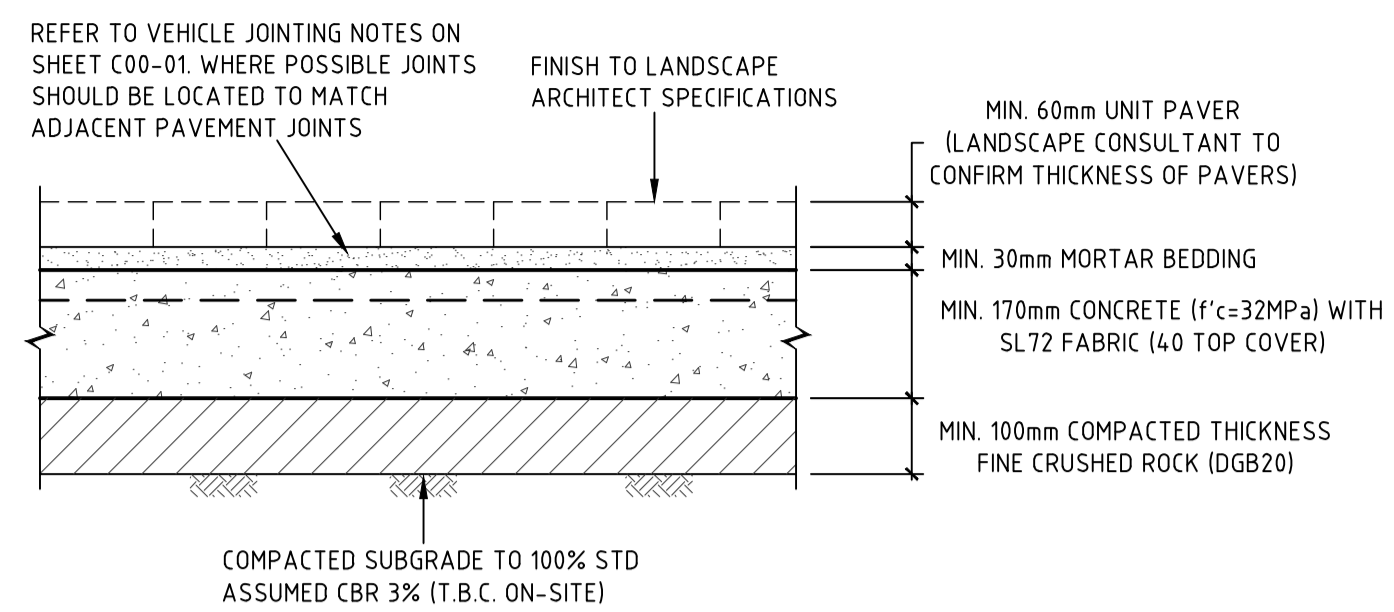 REFER TO VEHICLE JOINTING NOTES ON
SHEET C00-01. WHERE POSSIBLE JOINTS
SHOULD BE LOCATED TO MATCH
ADJACENT PAVEMENT JOINTS
FINISH TO LANDSCAPE
ARCHITECT SPECIFICATIONS
MIN. 60mm UNIT PAVER
(LANDSCAPE CONSULTANT TO
CONFIRM THICKNESS OF PAVERS)
MIN. 30mm MORTAR BEDDING
MIN. 170mm CONCRETE (f'c=32MPa) WITH
SL72 FABRIC (40 TOP COVER)
MIN. 100mm COMPACTED THICKNESS
FINE CRUSHED ROCK (DGB20)
COMPACTED SUBGRADE TO 100% STD
ASSUMED CBR 3% (T.B.C. ON-SITE)